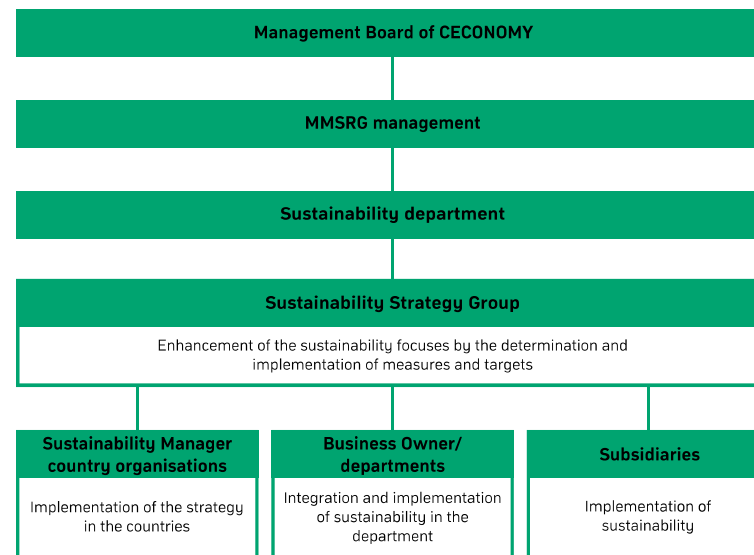 Management Board of CECONOMY
MMSRG management
Sustainability department
Sustainability Strategy Group
Enhancement of the sustainability focuses by the determination and
implementation of measures and targets
Sustainability Manager
country organisations
Implementation of the strategy
in the countries
Business Owner/
departments
Integration and implementation
of sustainability in the
department
Subsidiaries
Implementation of
sustainability